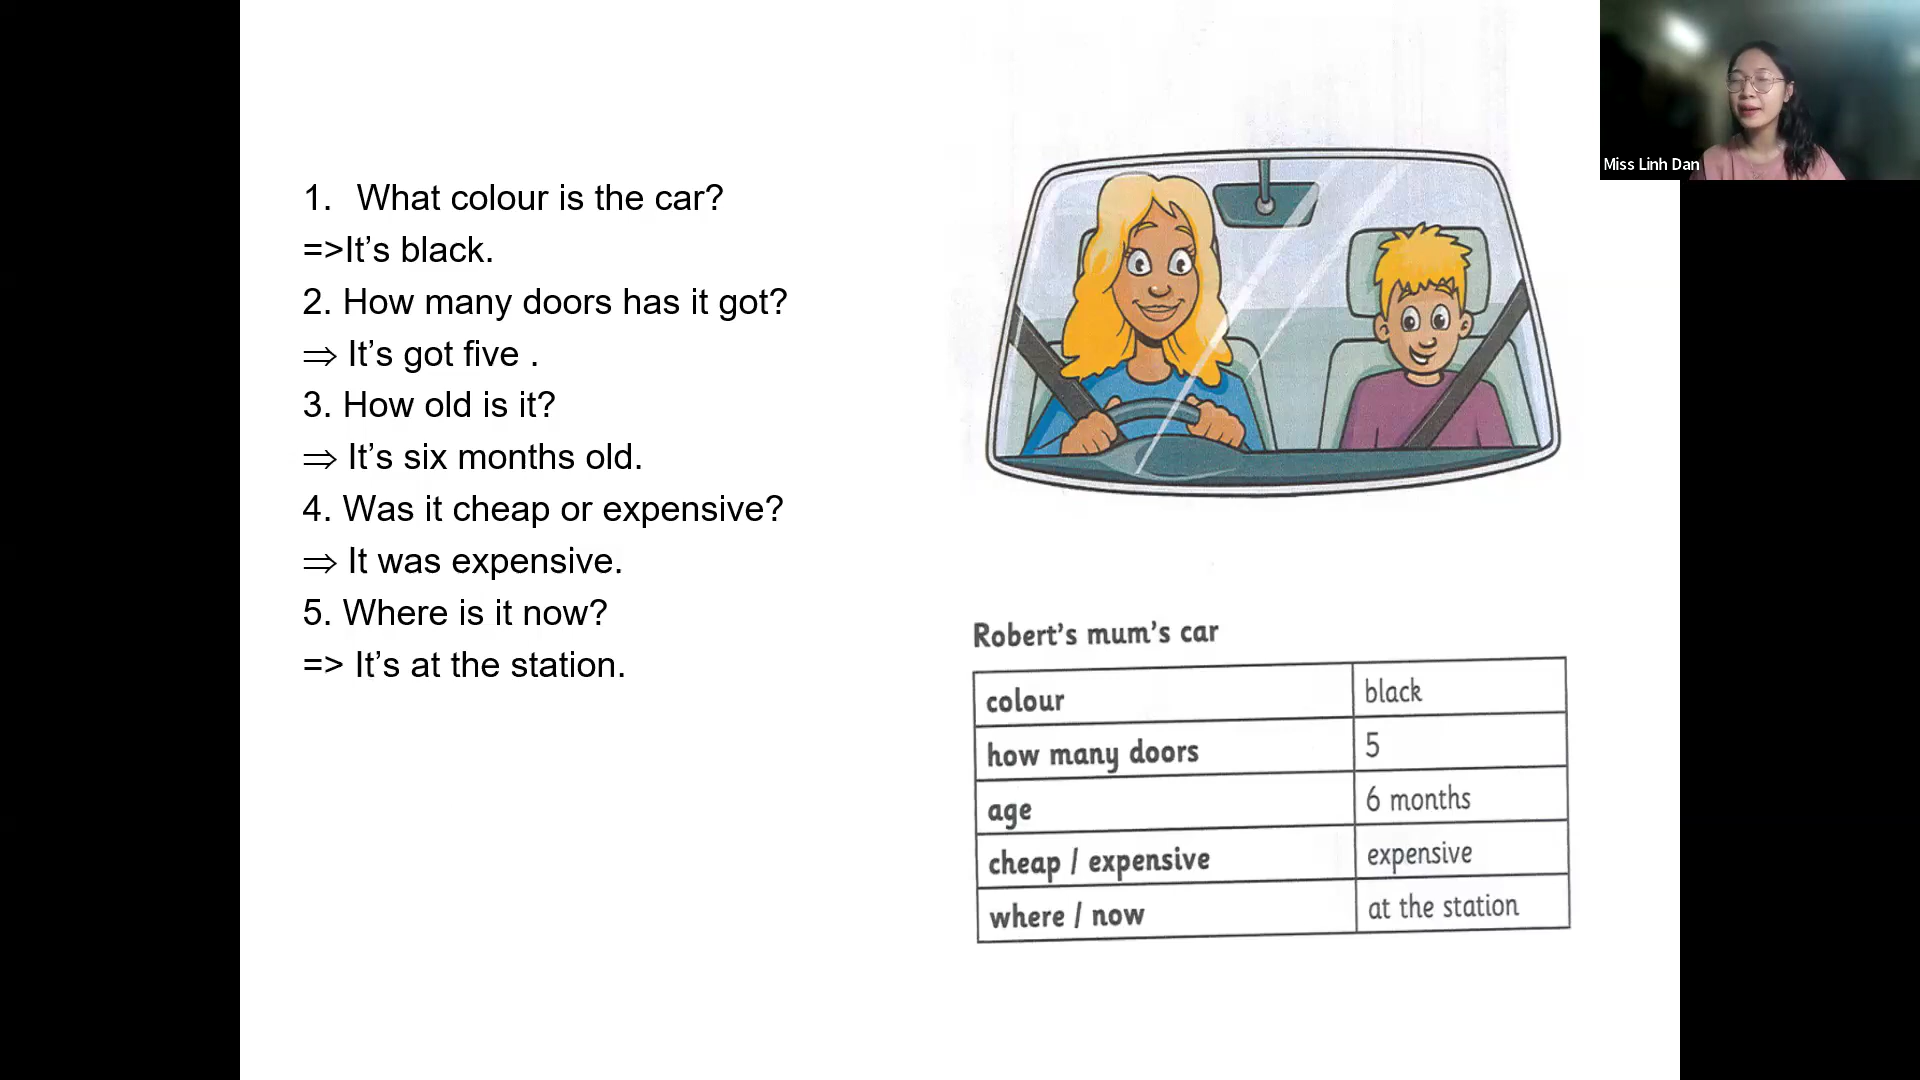 1. What colour is the car?
=>It’s black.
2. How many doors has it got?
⇒ It’s got five .
3. How old is it?
⇒ It’s six months old.
4. Was it cheap or expensive?
⇒ It was expensive.
5. Where is it now?
=> It’s at the station.
Miss Linh Dan
Robert’s mum’s car
colour black
how many doors 5
age 6 months
cheap / expensive expensive
where / now at the station